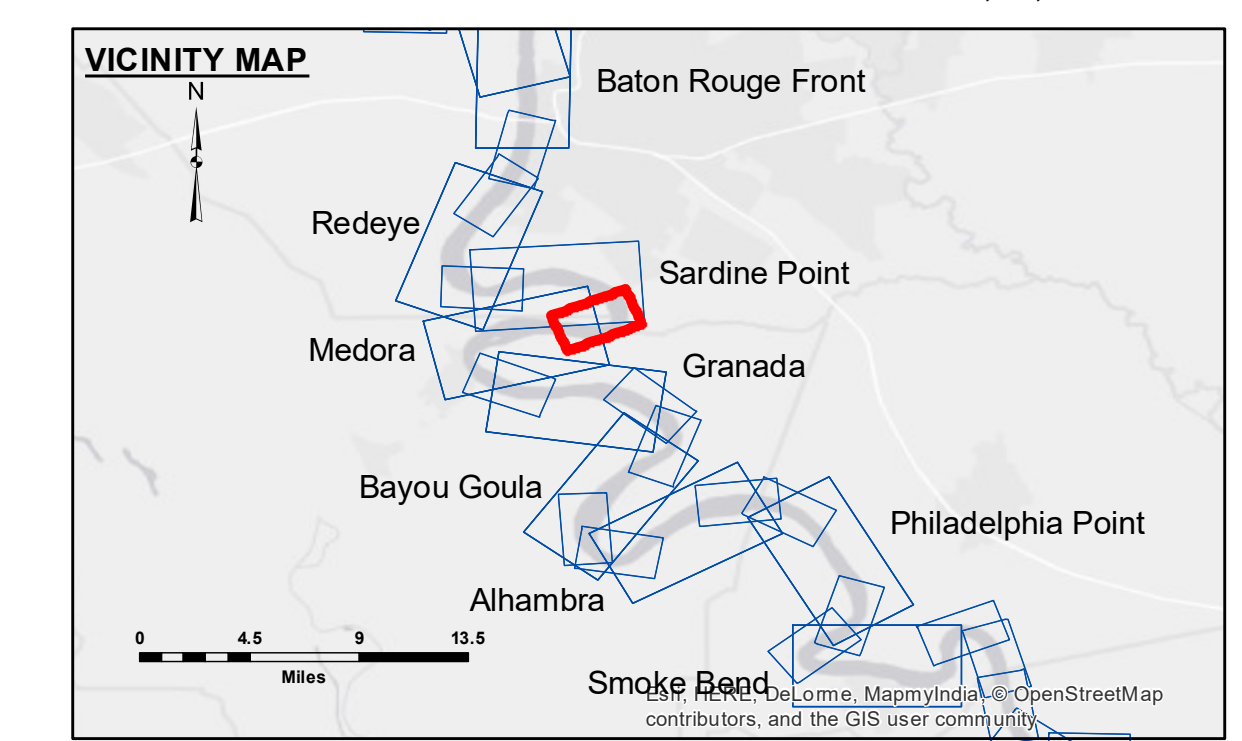 VICINITY MAP
N
Baton Rouge Front
Redeye
Sardine Point
Medora
Granada
Bayou Goula
Philadelphia Point
Alhambra
0 4.5 9 13.5
Miles
Smoke Bend
Esri, HERE, DeLorme, MapmyIndia, © OpenStreetMap
contributors, and the GIS user community